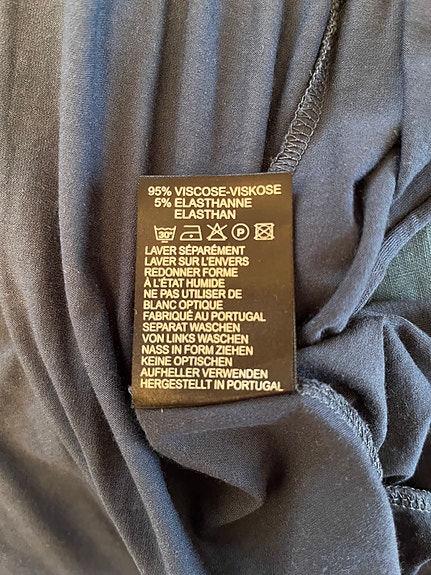 95% VISCOSE-VISKOSE
5% ELASTHANNE
ELASTHAN
30° P
LAVER SÉPARÉMENT
LAVER SUR L'ENVERS
REDONNER FORME
À L'ÉTAT HUMIDE
NE PAS UTILISER DE
BLANC OPTIQUE
FABRIQUÉ AU PORTUGAL
SEPARAT WASCHEN
VON LINKS WASCHEN
NASS IN FORM ZIEHEN
KEINE OPTISCHEN
AUFHELLER VERWENDEN
HERGESTELLT IN PORTUGAL